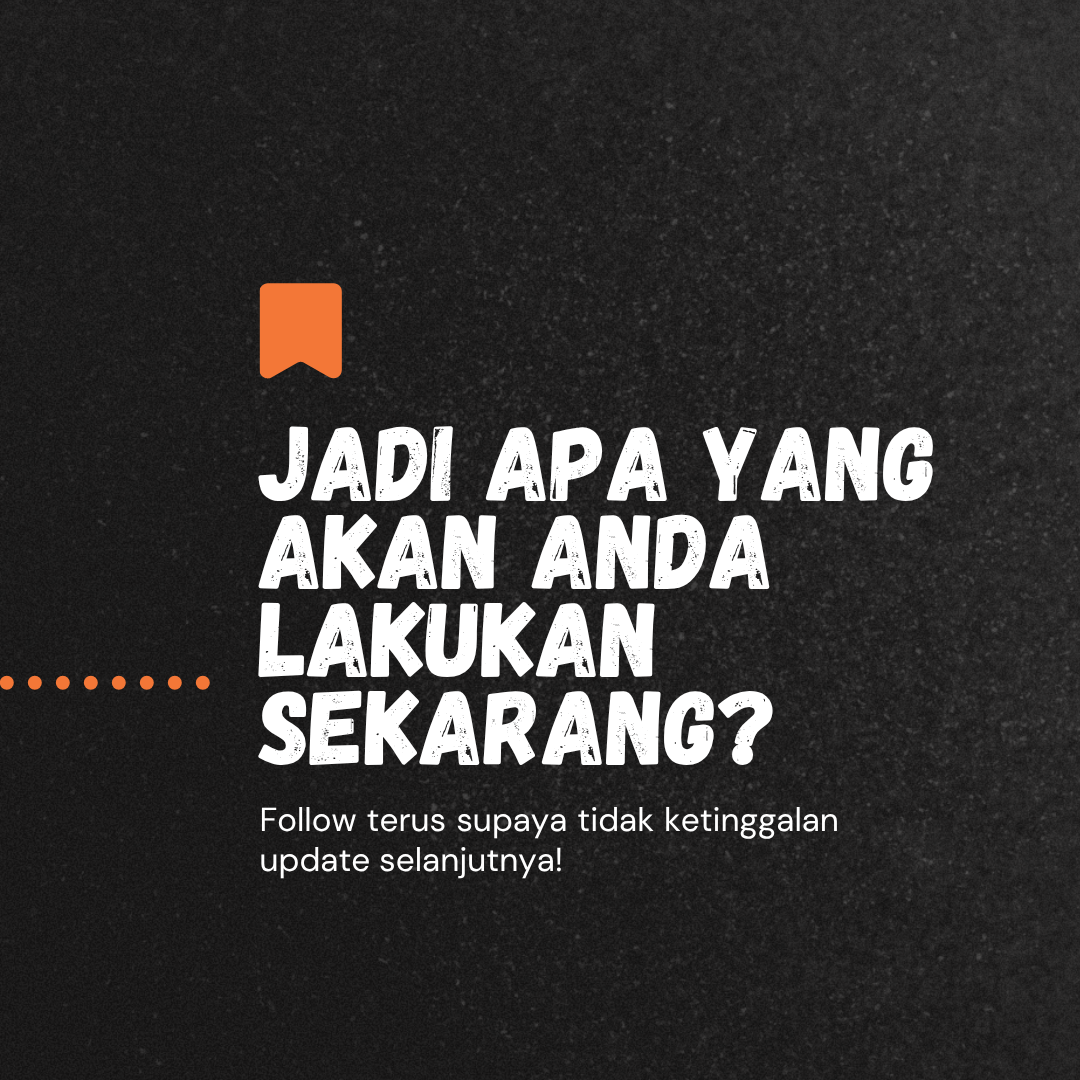 JADI APA YANG
AKAN ANDA
LAKUKAN
SEKARANG?
Follow terus supaya tidak ketinggalan
update selanjutnya!